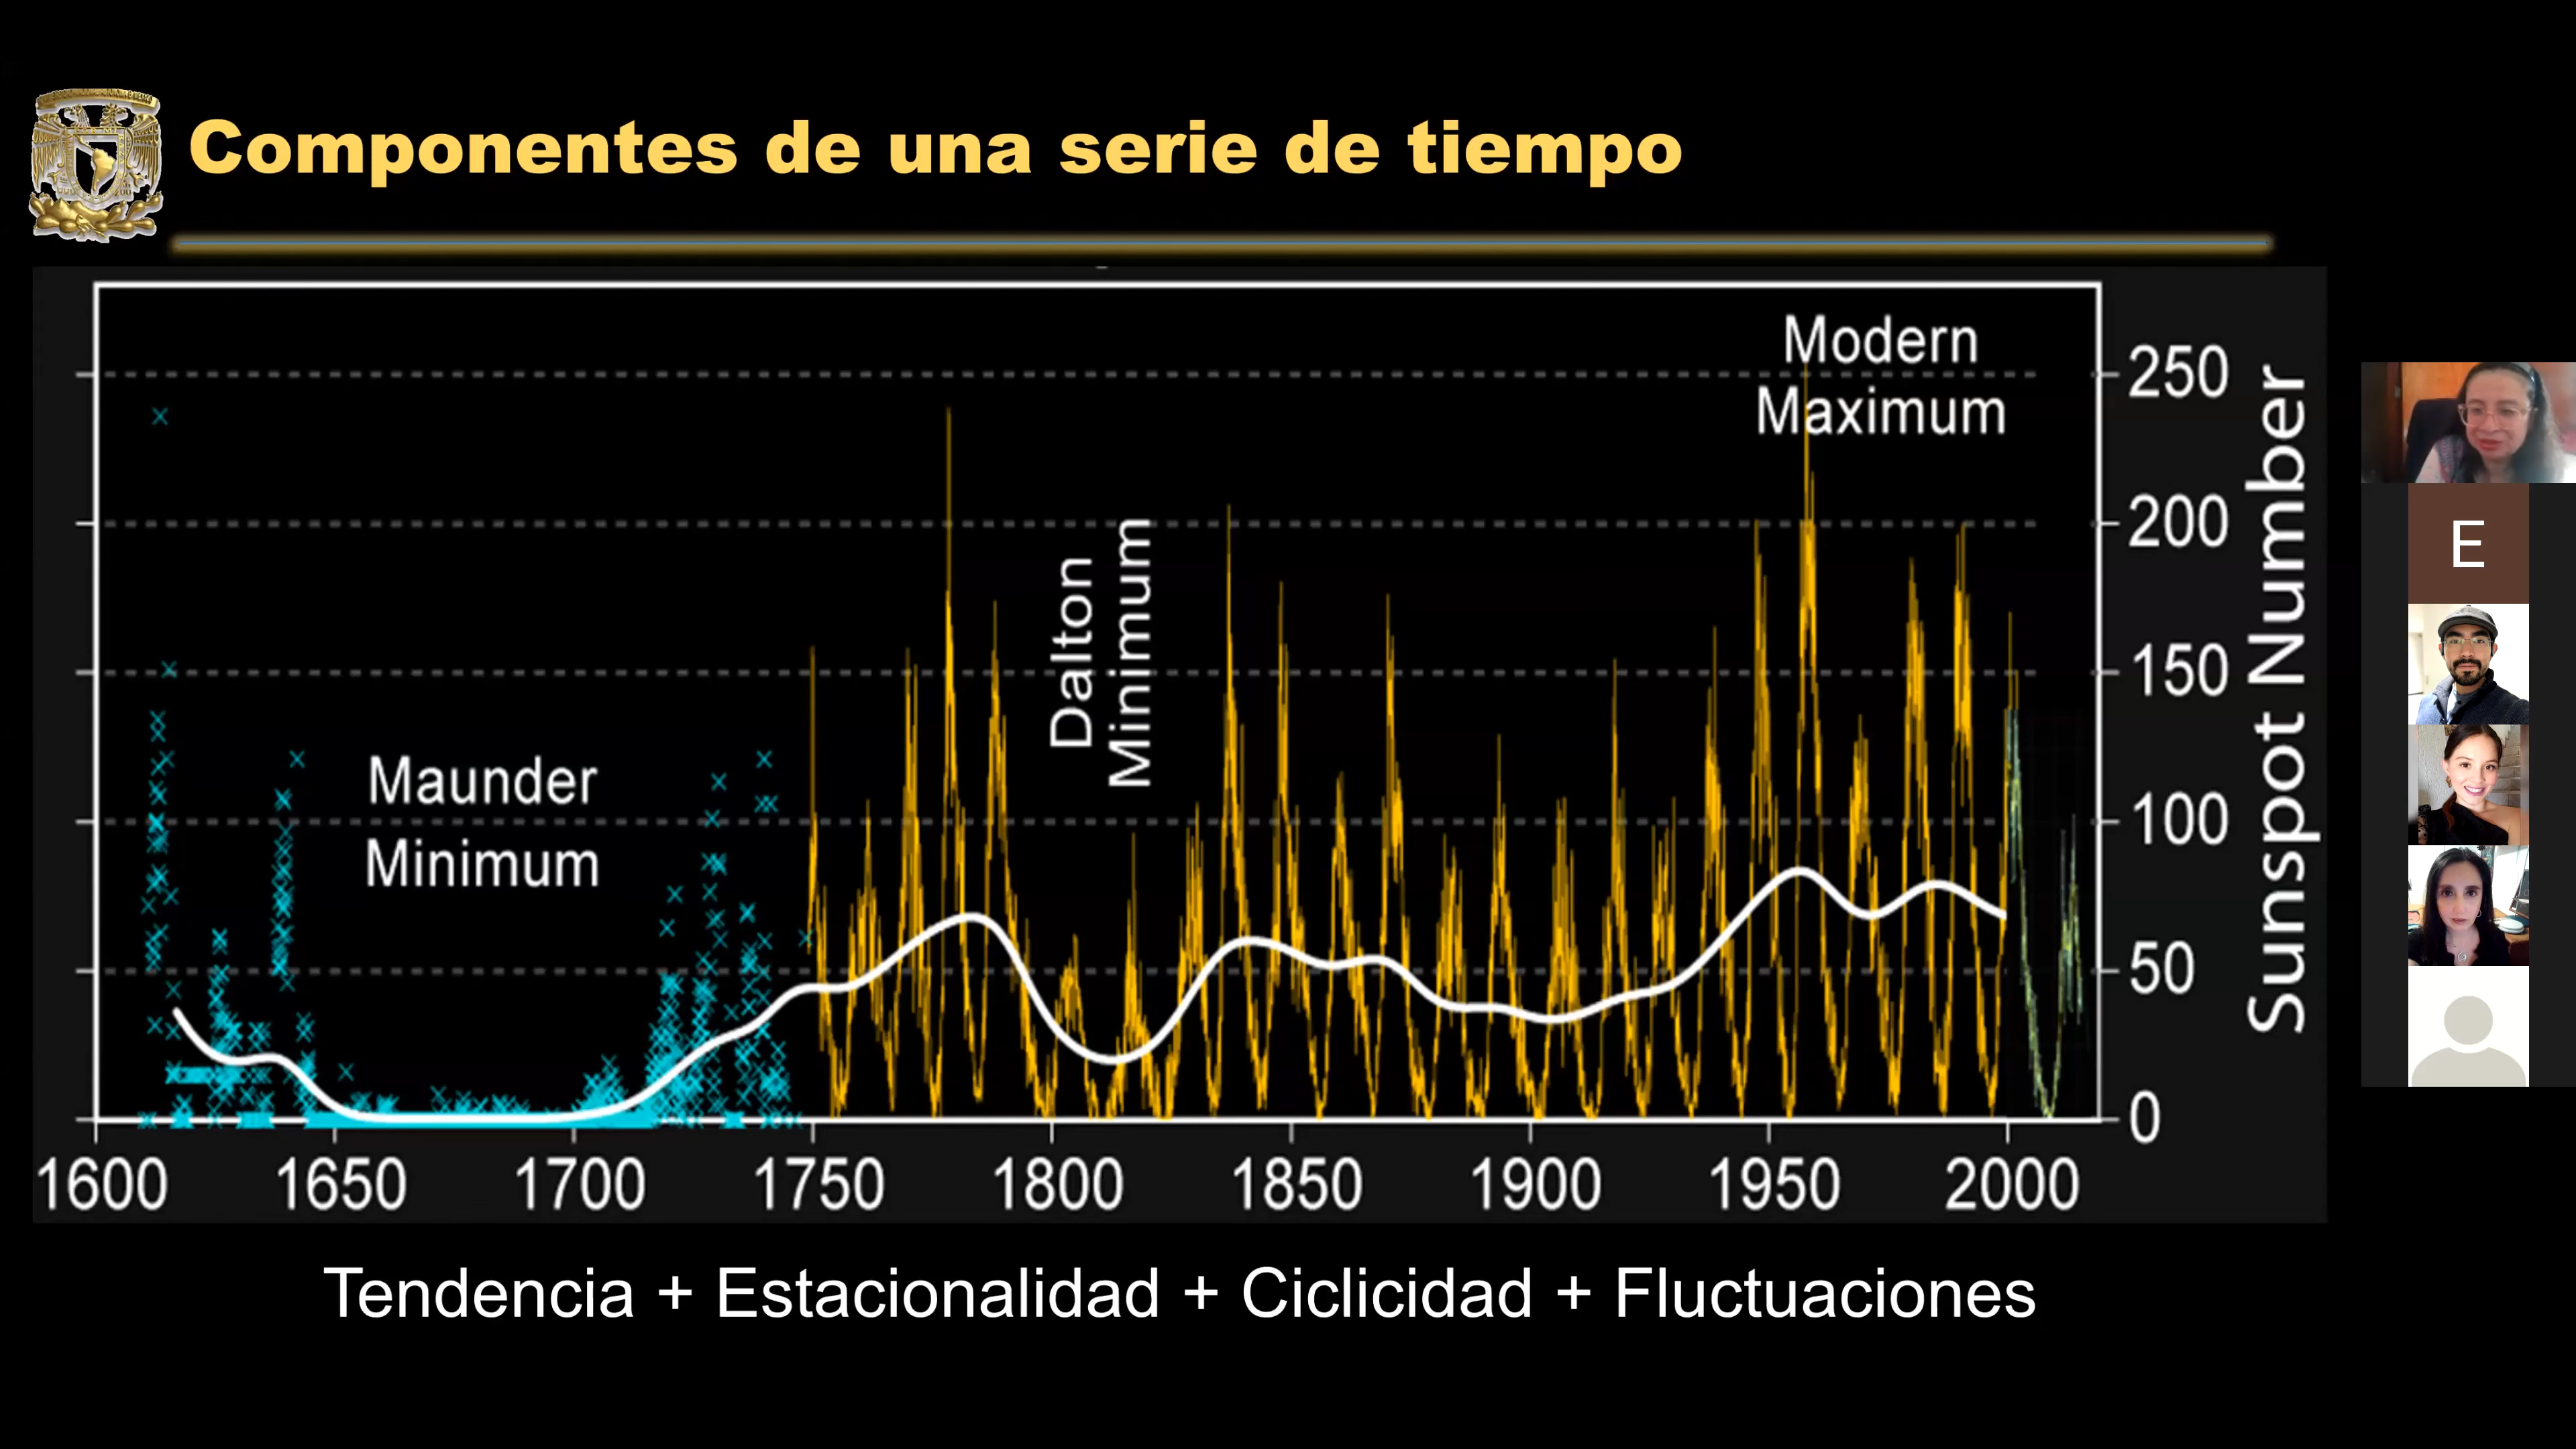 Componentes de una serie de tiempo
Modern
Maximum
Dalton
Minimum
Maunder
Minimum
250
200
150
100
50
0
Sunspot Number
1600 1650 1700 1750 1800 1850 1900 1950 2000
Tendencia + Estacionalidad + Ciclicidad + Fluctuaciones
E